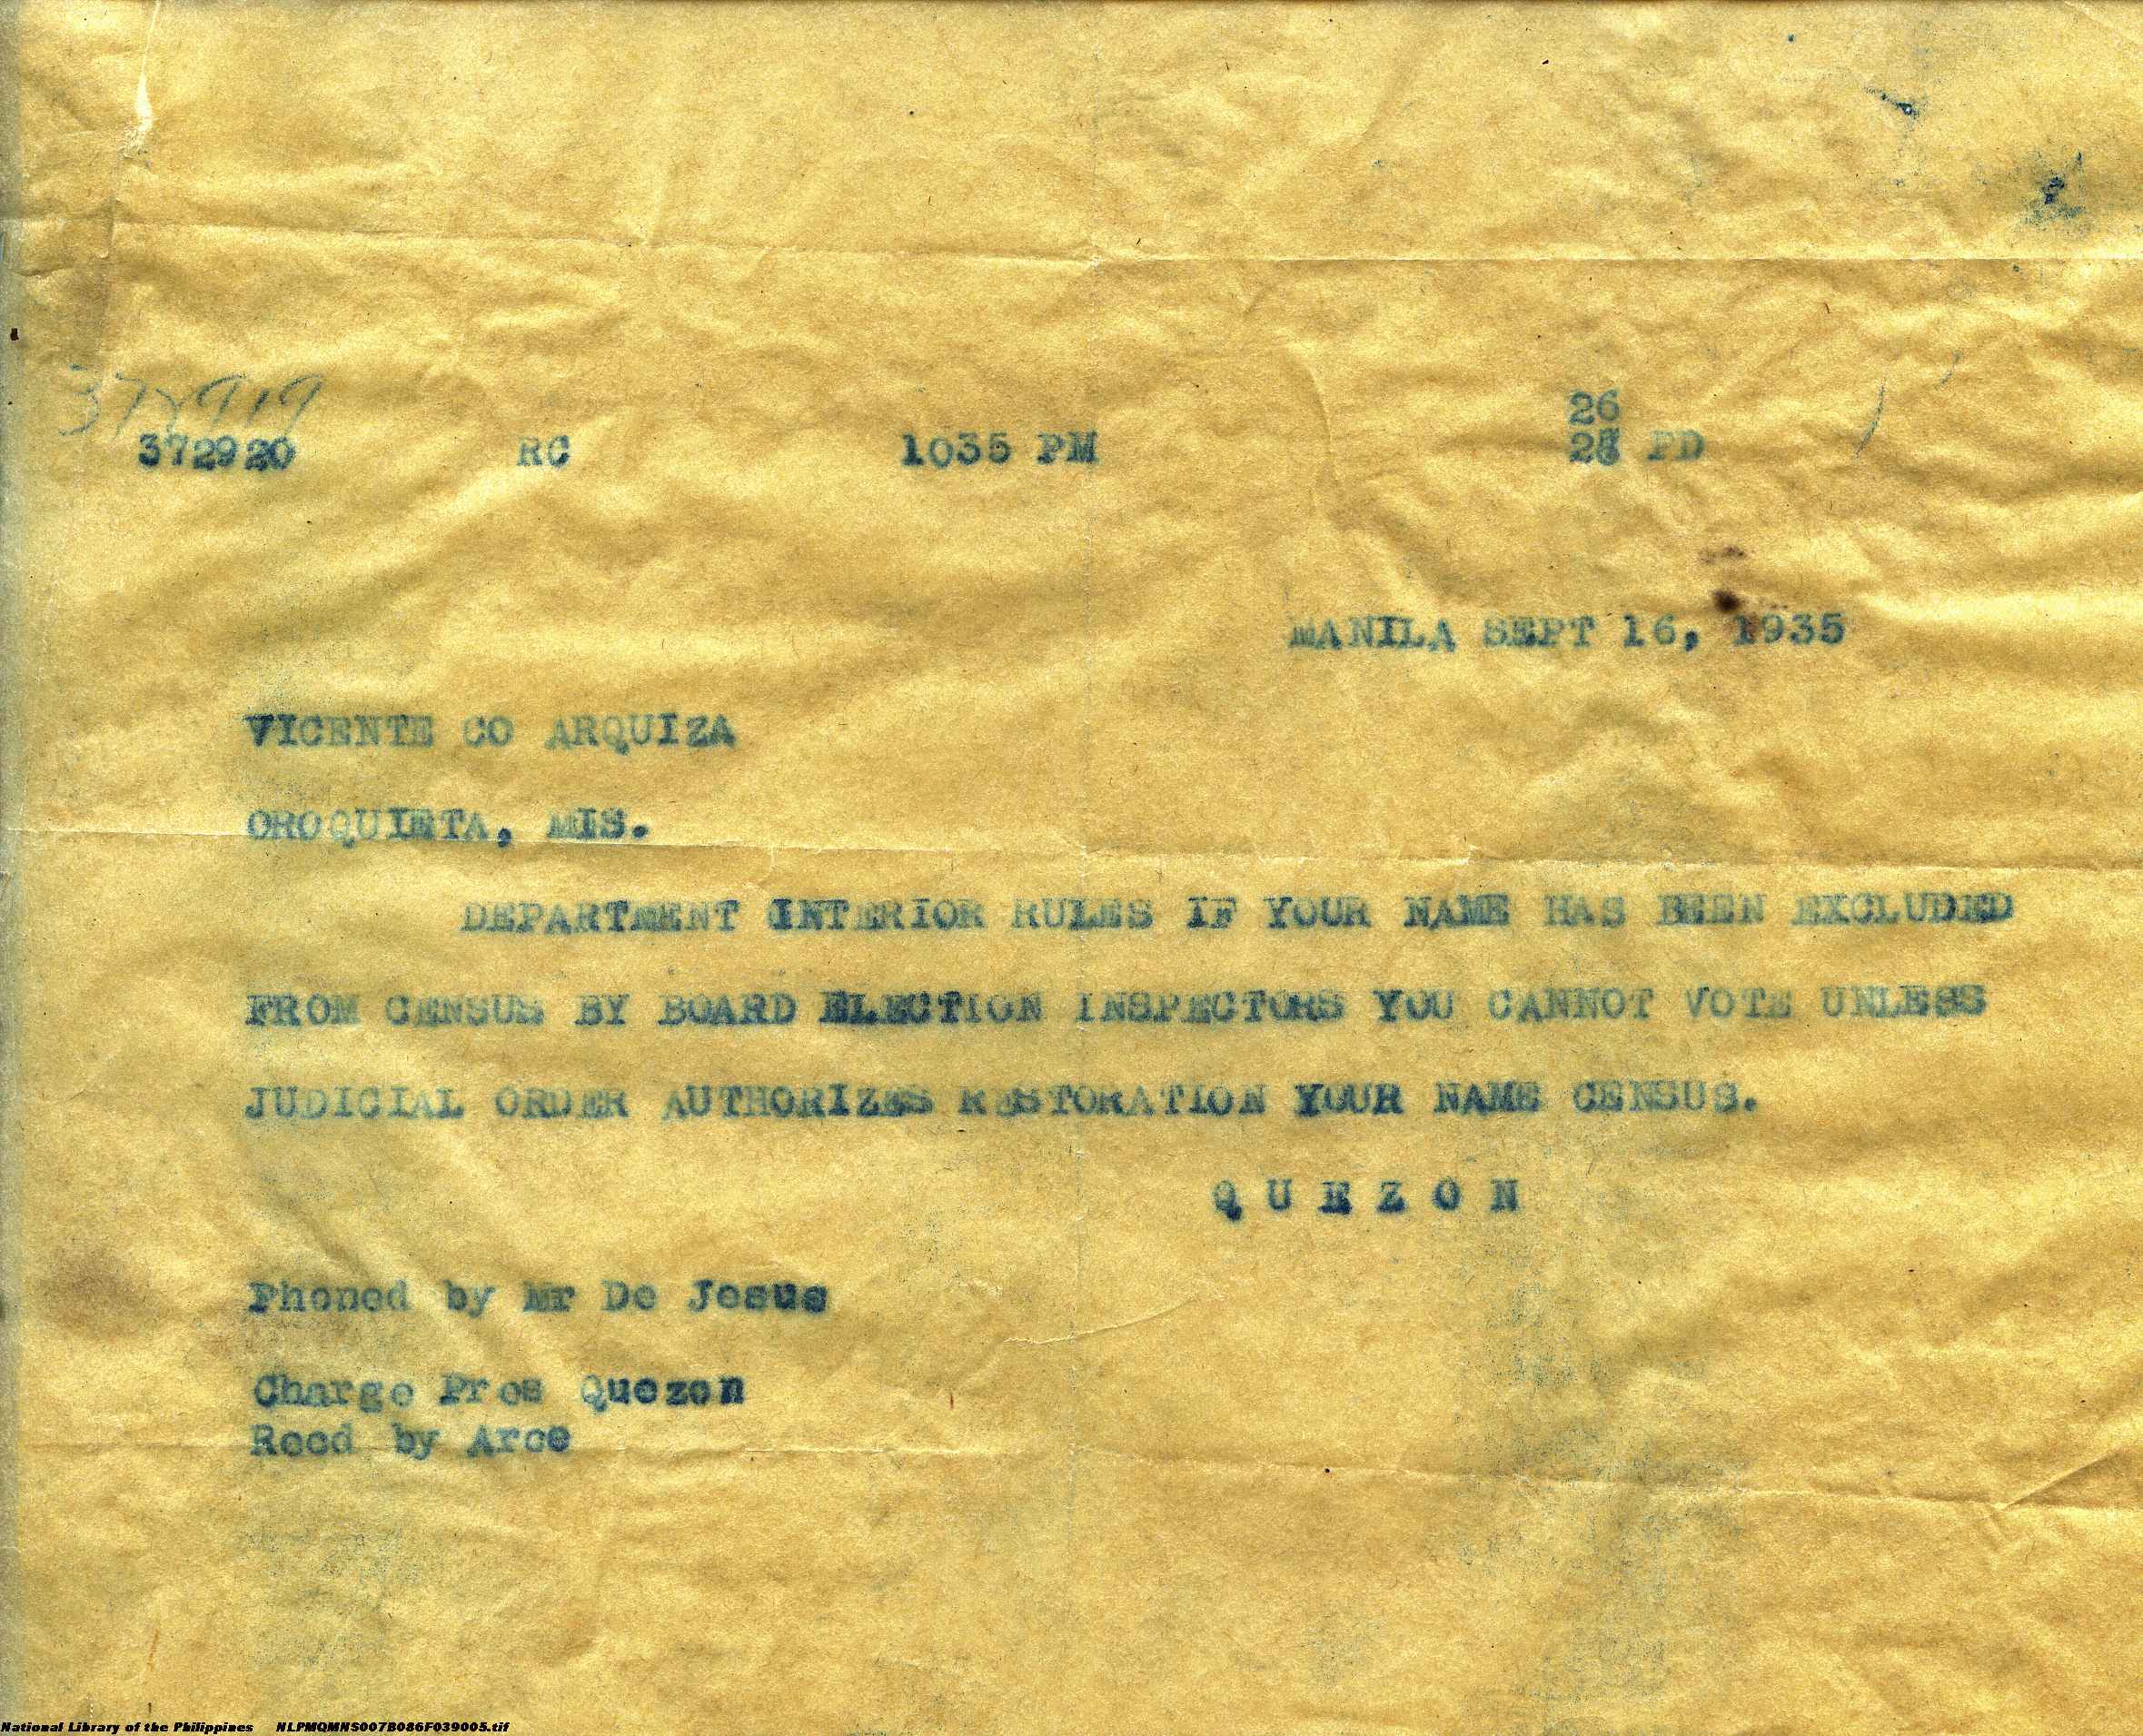 372919
26
372920 RC 1035 PM 28 PD
MANILA SEPT 16, 1935
VICENTE CO ARQUIZA
OROQUIETA, MIS.
DEPARTMENT INTERIOR RULES IF YOUR NAME HAS BEEN EXCLUDED
FROM CENSUS BY BOARD ELECTION INSPECTORS YOU CANNOT VOTE UNLESS
JUDICIAL ORDER AUTHORIZES RESTORATION YOUR NAME CENSUS.
Q U E Z O N
Phoned by Mr De Jesus
Charge Pres Quezon
Recd by Arce
National Library of the Philippines NLPMQMNS007B086F039005.tif